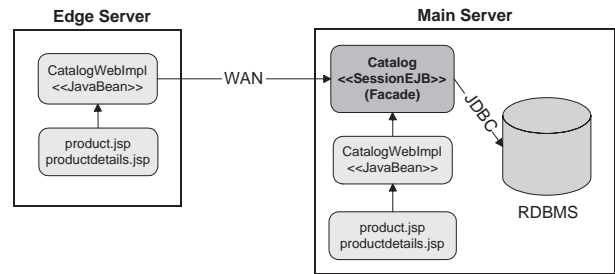 Edge Server
CatalogWebImpl
<<JavaBean>>
product.jsp
productdetails.jsp
WAN
Main Server
Catalog
<<SessionEJB>>
(Facade)
JDBC
CatalogWebImpl
<<JavaBean>>
product.jsp
productdetails.jsp
RDBMS